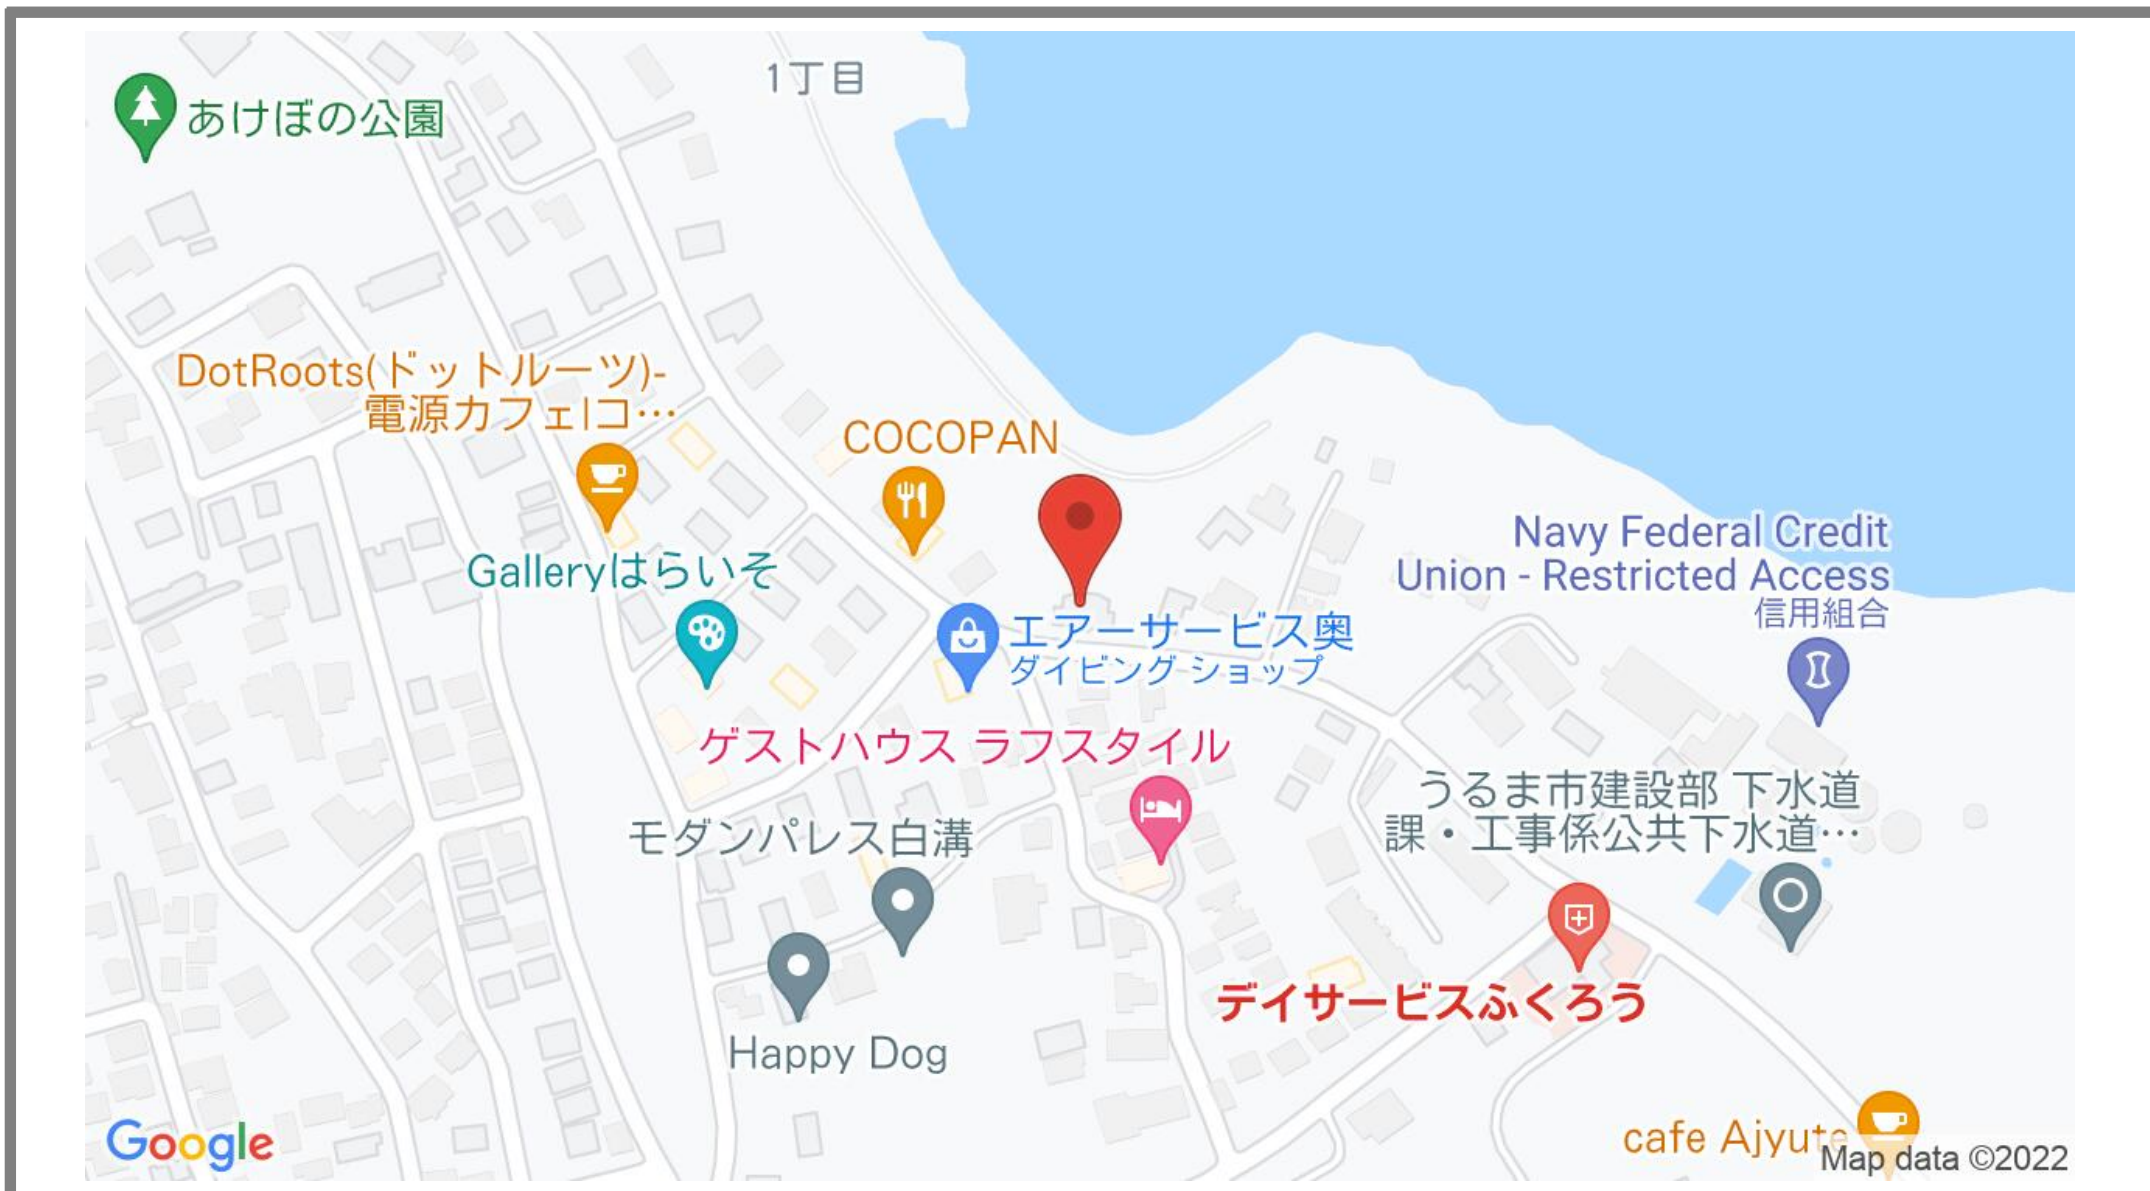 1丁目
あけぼの公園
DotRoots(ドットルーツ)-
電源カフェ|コ…
COCOPAN
Galleryはらいそ
Navy Federal Credit
Union - Restricted Access
信用組合
エアーサービス奥
ダイビング ショップ
ゲストハウス ラフスタイル
うるま市建設部 下水道
課・工事係公共下水道…
モダンパレス白溝
デイサービスふくろう
Happy Dog
cafe Ajyute
Google
Map data ©2022